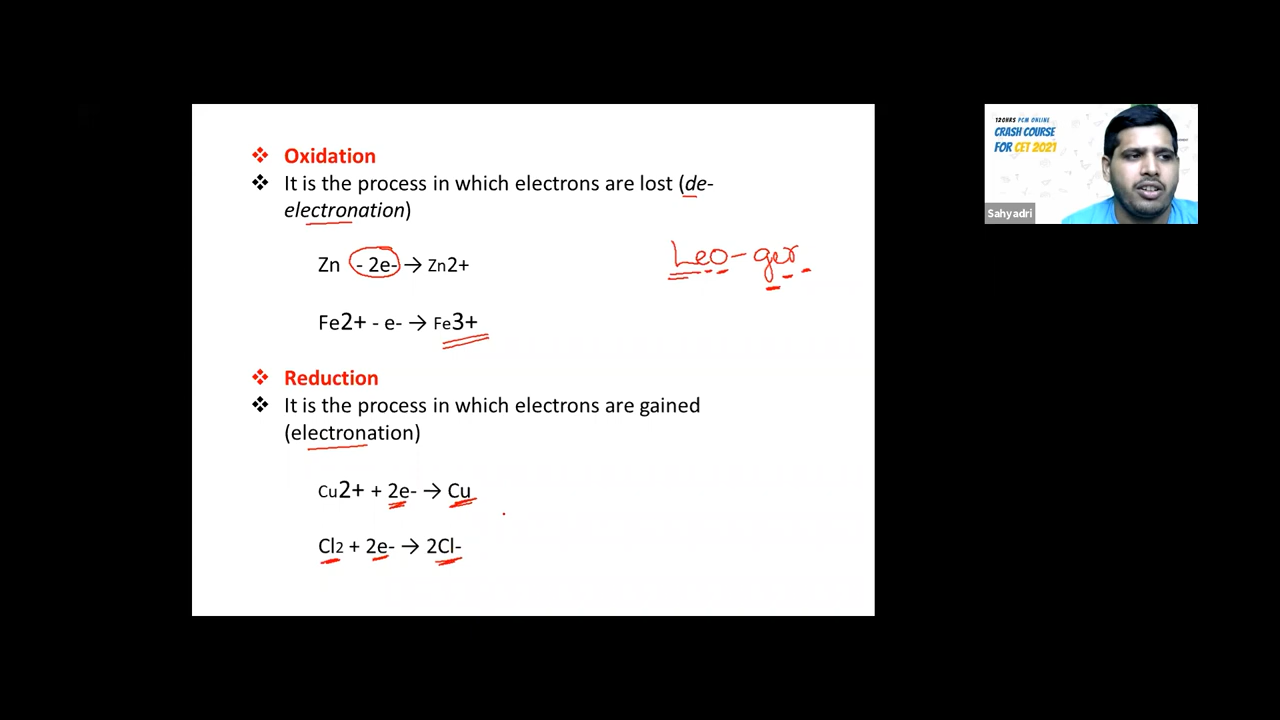 ❖ Oxidation
❖ It is the process in which electrons are lost (de-
electronation)
Zn - 2e- → Zn2+
Leo-ger
Fe2+ - e- → Fe3+
❖ Reduction
❖ It is the process in which electrons are gained
(electronation)
Cu2+ + 2e- → Cu
Cl2 + 2e- → 2Cl-
120HRS PCM ONLINE
CRASH COURSE
FOR CET 2021
Sahyadri